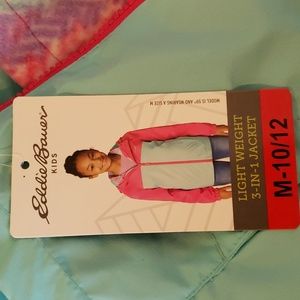 Eddie Bauer
KIDS
MODEL IS 59" AND WEARING A SIZE M
LIGHT WEIGHT
3-IN-1 JACKET
M-10/12